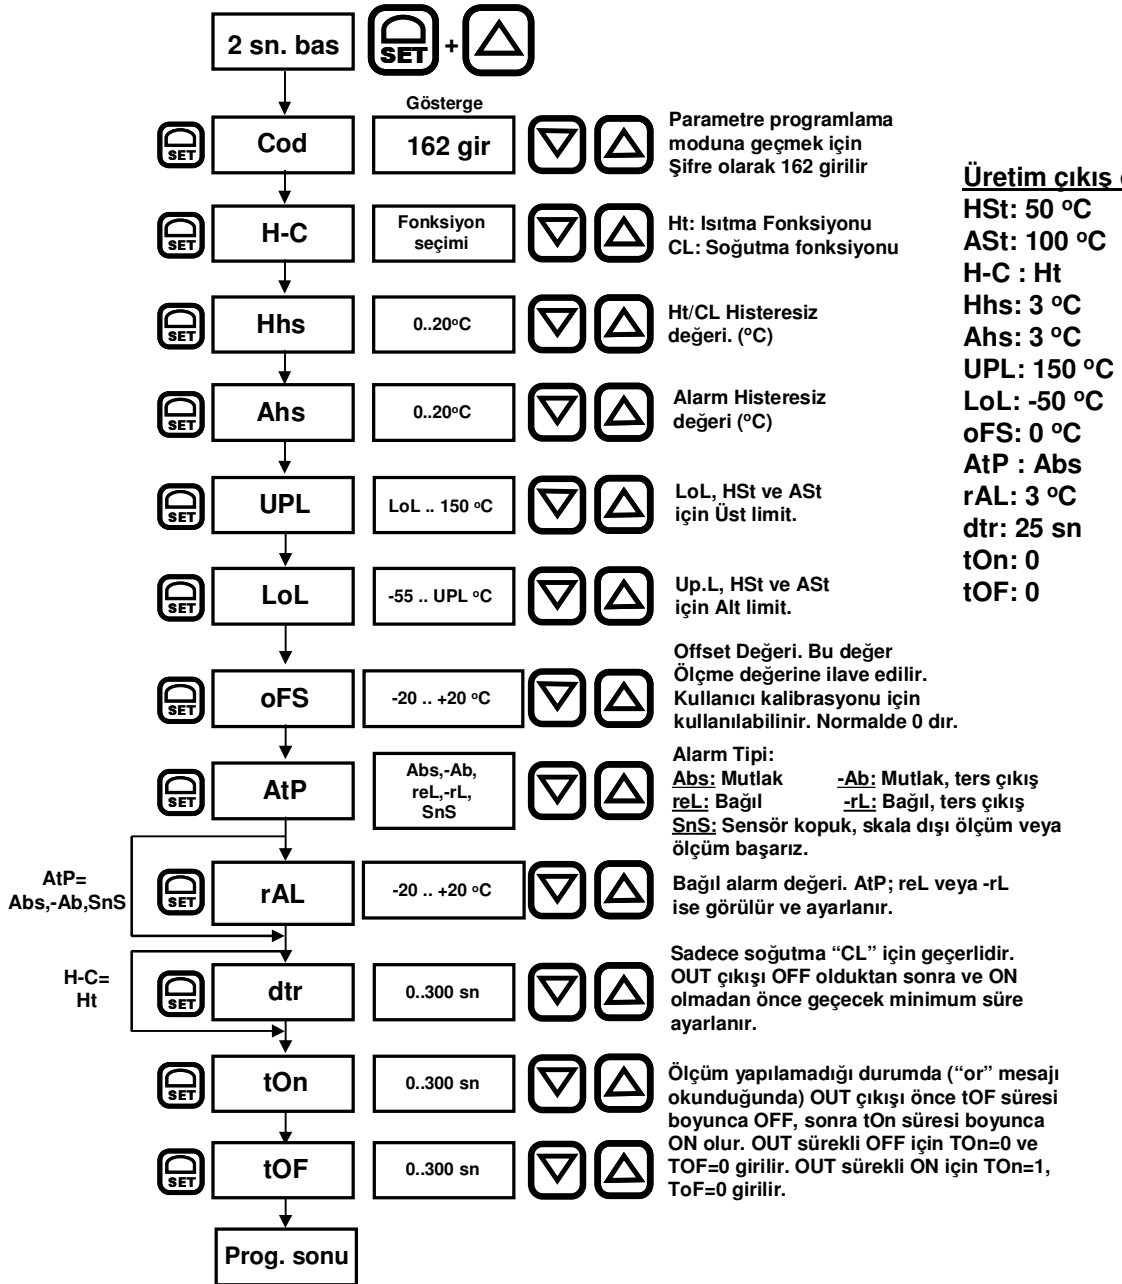 2 sn. bas
SET
+
Gösterge
SET
Cod
162 gir
Parametre programlama
moduna geçmek için
Şifre olarak 162 girilir
SET
H-C
Fonksiyon
seçimi
Ht: Isıtma Fonksiyonu
CL: Soğutma fonksiyonu
SET
Hhs
0..20ºC
Ht/CL Histeresiz
değeri. (ºC)
SET
Ahs
0..20ºC
Alarm Histeresiz
değeri (ºC)
SET
UPL
LoL .. 150 ºC
LoL, HSt ve ASt
için Üst limit.
SET
LoL
-55 .. UPL ºC
Up.L, HSt ve ASt
için Alt limit.
SET
oFS
-20 .. +20 ºC
Offset Değeri. Bu değer
Ölçme değerine ilave edilir.
Kullanıcı kalibrasyonu için
kullanılabilinir. Normalde 0 dır.
SET
AtP
Abs,-Ab,
reL,-rL,
SnS
Alarm Tipi:
Abs: Mutlak -Ab: Mutlak, ters çıkış
reL: Bağıl -rL: Bağıl, ters çıkış
SnS: Sensör kopuk, skala dışı ölçüm veya
ölçüm başarız.
AtP=
Abs,-Ab,SnS
SET
rAL
-20 .. +20 ºC
Bağıl alarm değeri. AtP; reL veya -rL
ise görülür ve ayarlanır.
H-C=
Ht
SET
dtr
0..300 sn
Sadece soğutma “CL” için geçerlidir.
OUT çıkışı OFF olduktan sonra ve ON
olmadan önce geçecek minimum süre
ayarlanır.
SET
tOn
0..300 sn
SET
tOF
0..300 sn
Ölçüm yapılamadığı durumda (“or” mesajı
okunduğunda) OUT çıkışı önce tOF süresi
boyunca OFF, sonra tOn süresi boyunca
ON olur. OUT sürekli OFF için TOn=0 ve
TOF=0 girilir. OUT sürekli ON için TOn=1,
ToF=0 girilir.
Prog. sonu
Üretim çıkış
HSt: 50 ºC
ASt: 100 ºC
H-C : Ht
Hhs: 3 ºC
Ahs: 3 ºC
UPL: 150 ºC
LoL: -50 ºC
oFS: 0 ºC
AtP : Abs
rAL: 3 ºC
dtr: 25 sn
tOn: 0
tOF: 0